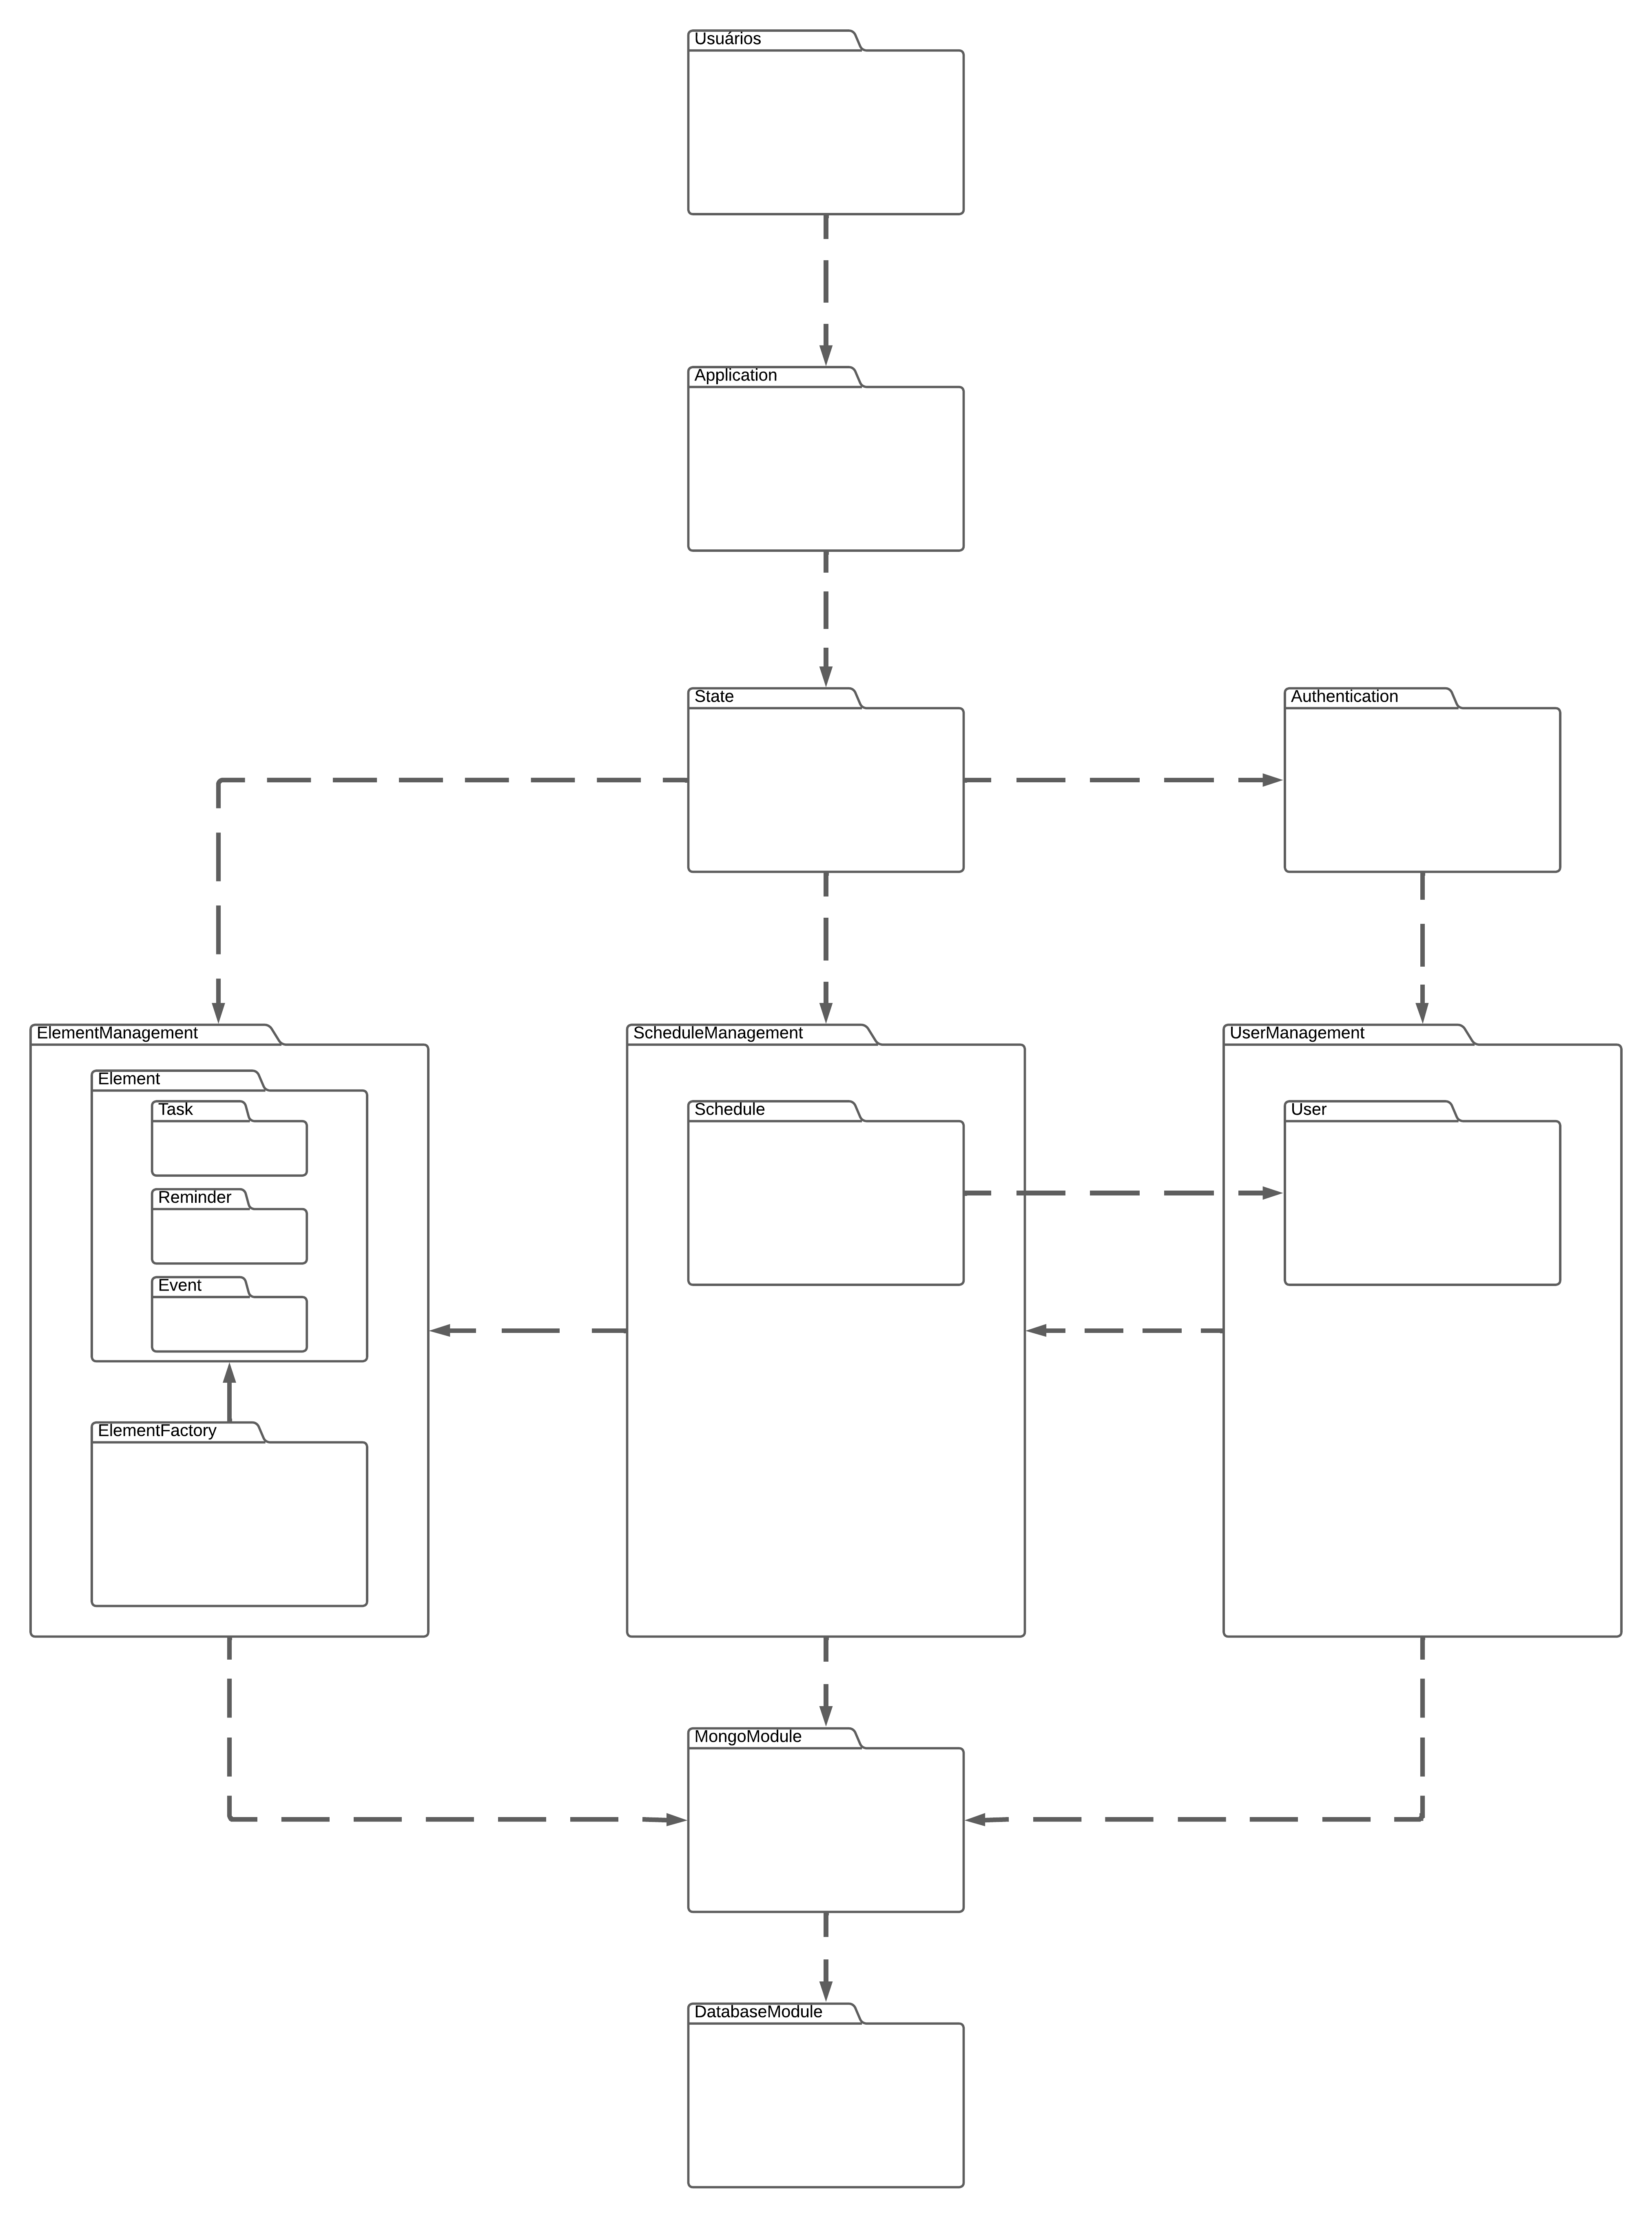 Usuários
Application
State
Authentication
ElementManagement
ScheduleManagement
UserManagement
Element
Task
Schedule
User
Reminder
Event
ElementFactory
MongoModule
DatabaseModule